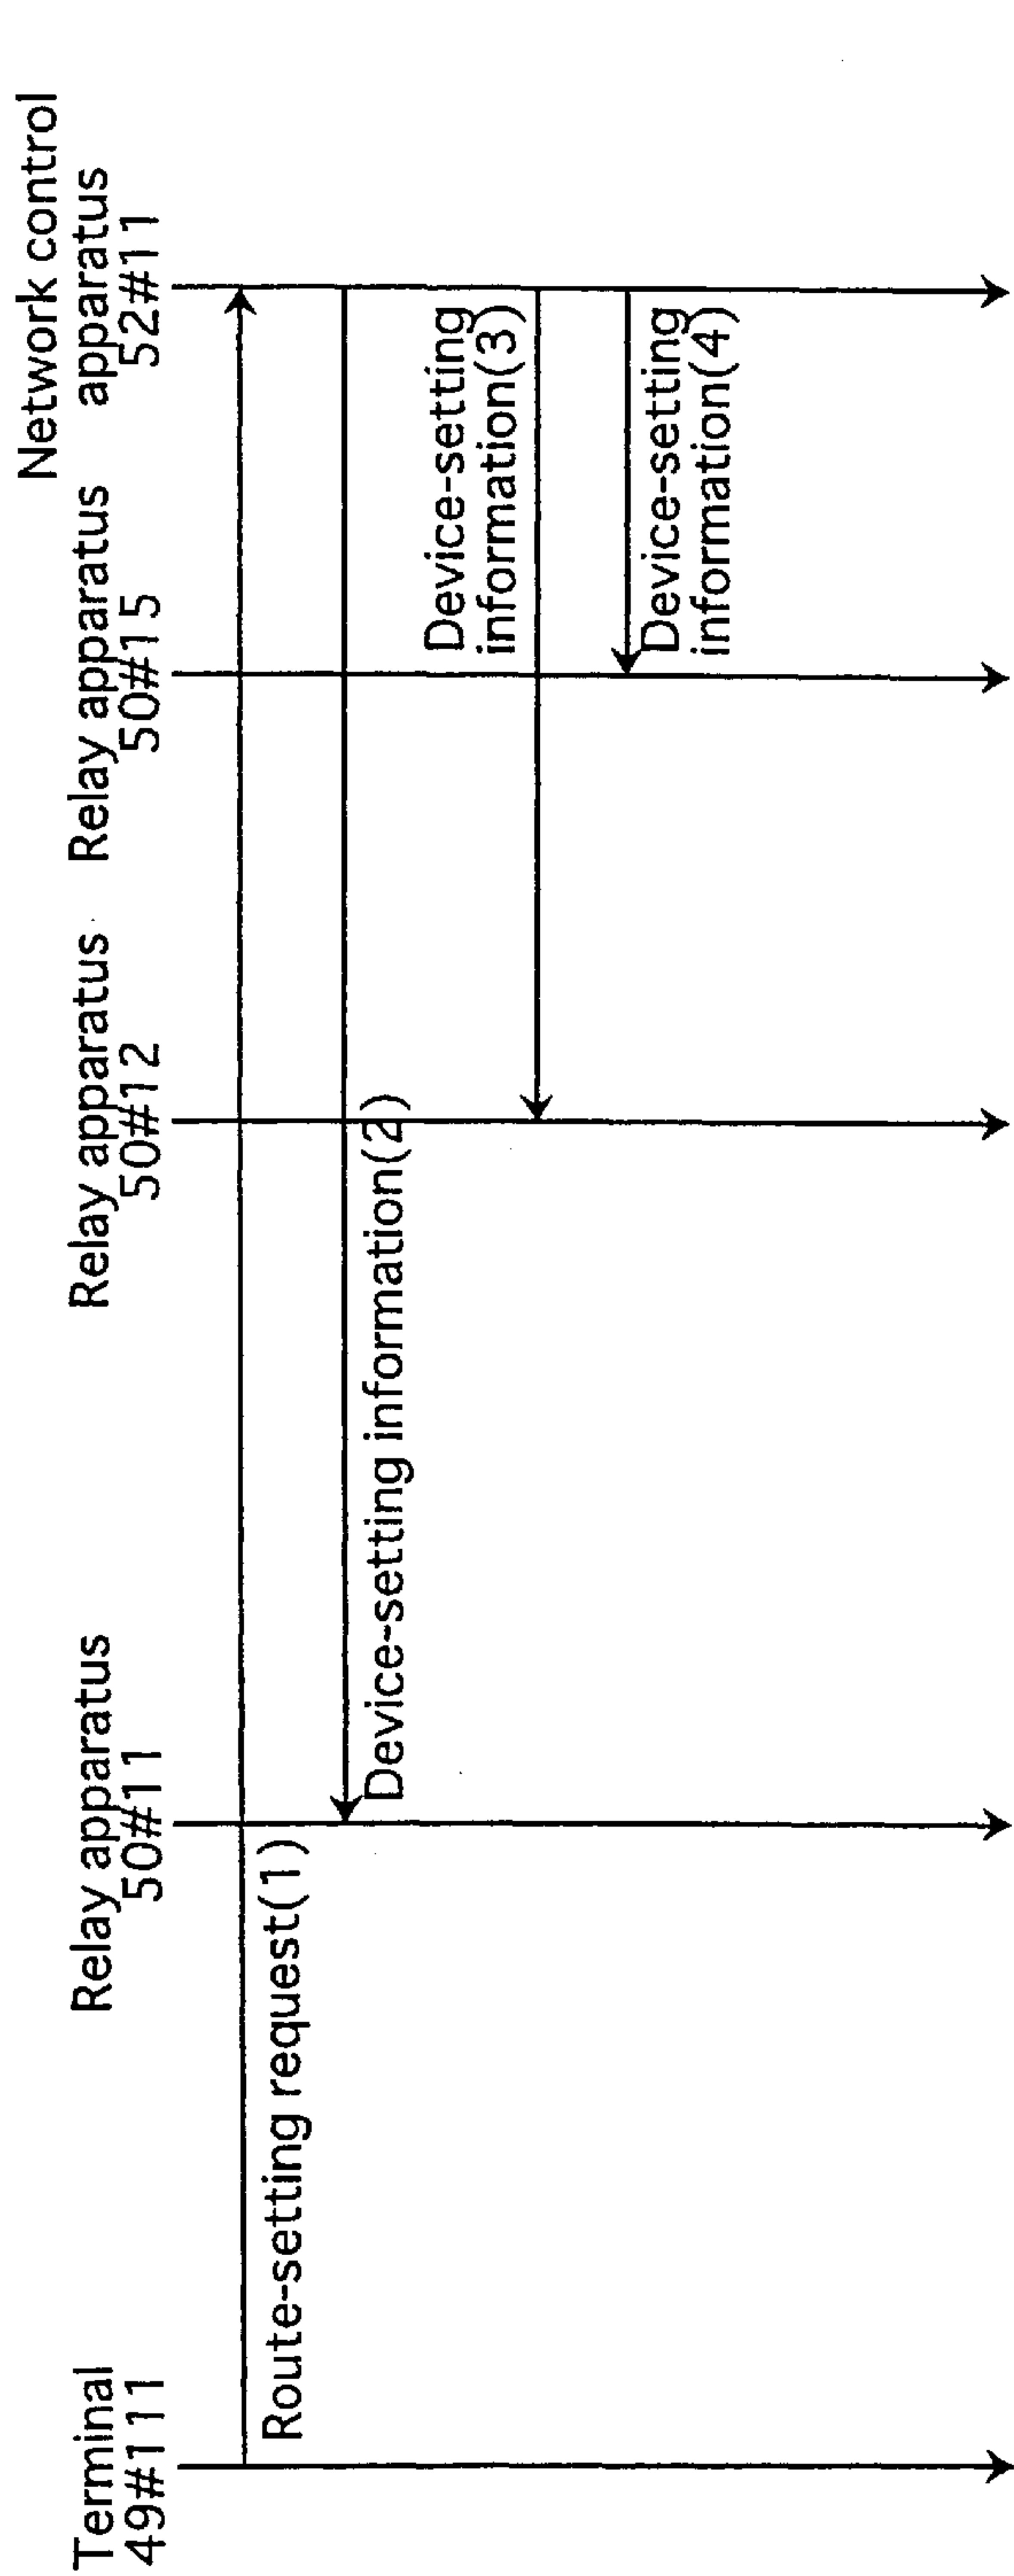 Terminal
49#111
Relay apparatus
50#11
Relay apparatus
50#12
Relay apparatus
50#15
Network control
apparatus
52#11
Route-setting request(1)
Device-setting information(2)
Device-setting
information(3)
Device-setting
information(4)